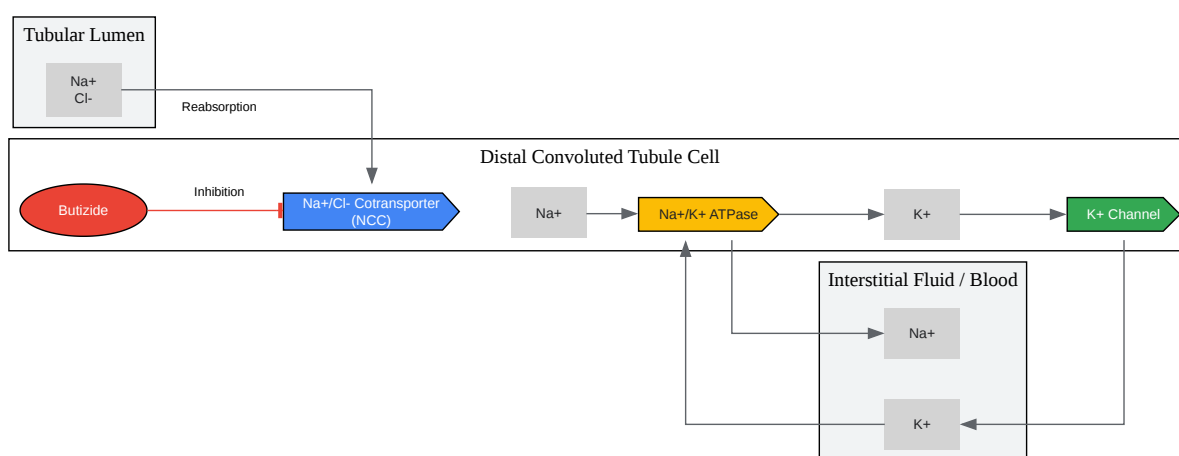 Tubular Lumen
Na+
Cl-
Reabsorption
Distal Convoluted Tubule Cell
Butizide
Inhibition
Na+/Cl- Cotransporter
(NCC)
Na+
Na+/K+ ATPase
K+
K+ Channel
Interstitial Fluid / Blood
Na+
K+